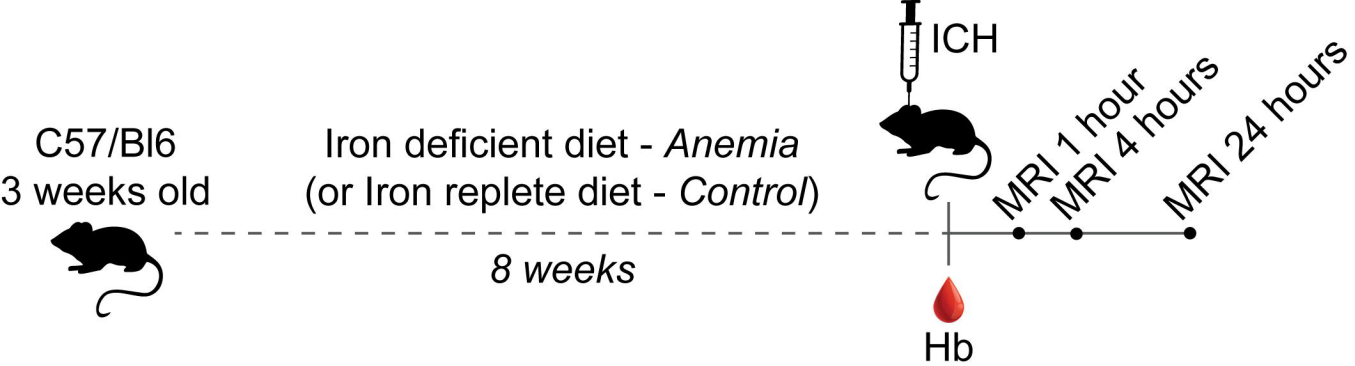 C57/Bl6
3 weeks old
Iron deficient diet - Anemia
(or Iron replete diet - Control)
8 weeks
ICH
Hb
MRI 1 hour
MRI 4 hours
MRI 24 hours